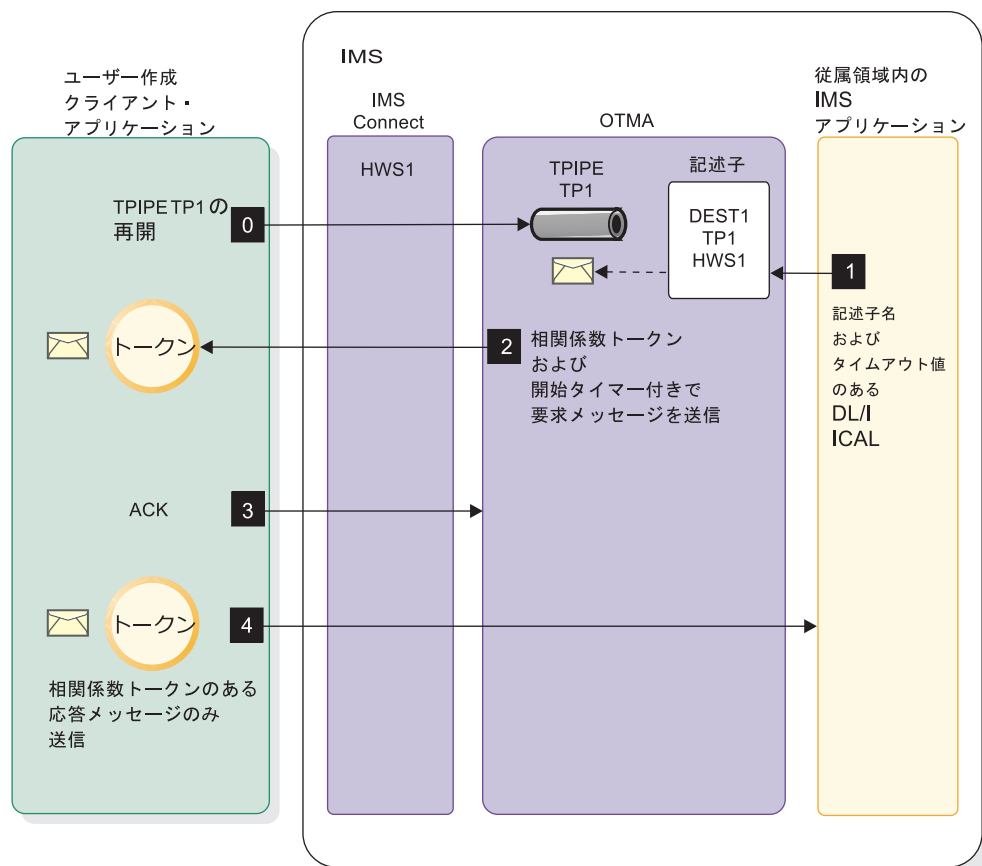 IMS
ユーザー作成
クライアント・
アプリケーション
IMS
Connect
OTMA
従属領域内の
IMS
アプリケーション
HWS1
TPIPE
TP1
記述子
DEST1
TP1
HWS1
TPIPE TP1 の
再開
0
1
記述子名
および
タイムアウト値
のある
DL/I
ICAL
トークン
2
相関係数トークン
および
開始タイマー付きで
要求メッセージを送信
ACK
3
トークン
4
相関係数トークンのある
応答メッセージのみ
送信